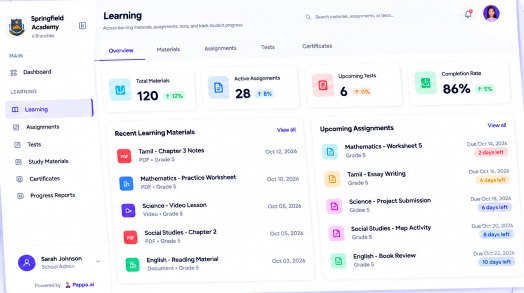 Springfield
Academy
6 Branches
MAIN
Dashboard
LEARNING
Learning
Assignments
Tests
Study Materials
Certificates
Progress Reports
Sarah Johnson
School Admin
Powered by Peppa.ai
Learning
Access learning materials, assignments, tests, and track student progress.
Search materials, assignments, or tests...
Overview
Materials
Assignments
Tests
Certificates
Total Materials
120 ↑ 12%
Active Assignments
28 ↑ 8%
Upcoming Tests
6 ↑ 0%
Completion Rate
86% ↑ 5%
Recent Learning Materials
View all
PDF
Tamil - Chapter 3 Notes
PDF • Grade 5
Oct 12, 2026
Mathematics - Practice Worksheet
PDF • Grade 5
Oct 10, 2026
Science - Video Lesson
Video • Grade 5
Oct 08, 2026
PDF
Social Studies - Chapter 2
PDF • Grade 5
Oct 05, 2026
English - Reading Material
Document • Grade 5
Oct 03, 2026
Upcoming Assignments
View all
Mathematics - Worksheet 5
Grade 5
Due Oct 14, 2026
2 days left
Tamil - Essay Writing
Grade 5
Due Oct 16, 2026
4 days left
Science - Project Submission
Gidee 5
Due Oct 18, 2026
6 days left
Social Studies - Map Activity
Grade 5
Due Oct 20, 2026
8 days left
English - Book Review
Grade 5
Due Oct 22, 2026
10 days left